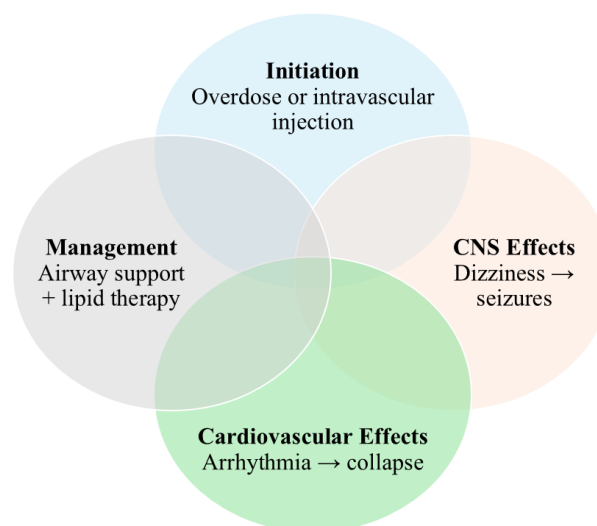 Initiation
Overdose or intravascular
injection
Management
Airway support
+ lipid therapy
CNS Effects
Dizziness →
seizures
Cardiovascular Effects
Arrhythmia → collapse